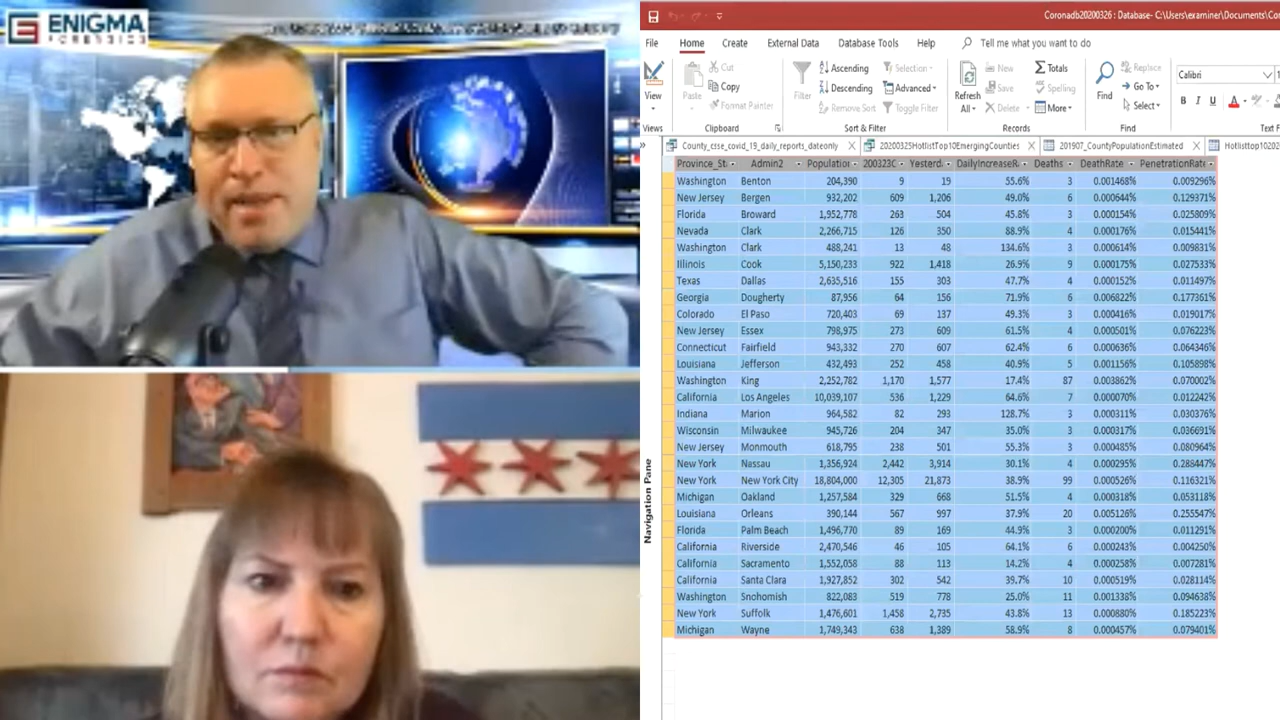 ENIGMA
FORENSICS
Coronadb20200326 : Database- C:\Users\examiner\Documents\Co
File Home Create External Data Database Tools Help Tell me what you want to do
View Paste Cut Copy Format Painter Filter Ascending Descending Remove Sort Selection Advanced Toggle Filter Refresh All New Save Delete Totals Spelling More Find Replace Go To Select Calibri
B I U A
Views Clipboard Sort & Filter Records Find Text F
County_csse_covid_19_daily_reports_dateonly 20200325HotlistTop10EmergingCounties 201907_CountyPopulationEstimated Hotlisttop1020
Navigation Pane
Province_St Admin2 Population 200323C Yesterd DailyIncreaseRa Deaths DeathRate PenetrationRate
Washington Benton 204,390 9 19 55.6% 3 0.001468% 0.009296%
New Jersey Bergen 932,202 609 1,206 49.0% 6 0.000644% 0.129371%
Florida Broward 1,952,778 263 504 45.8% 3 0.000154% 0.025809%
Nevada Clark 2,266,715 126 350 88.9% 4 0.000176% 0.015441%
Washington Clark 488,241 13 48 134.6% 3 0.000614% 0.009831%
Illinois Cook 5,150,233 922 1,418 26.9% 9 0.000175% 0.027533%
Texas Dallas 2,635,516 155 303 47.7% 4 0.000152% 0.011497%
Georgia Dougherty 87,956 64 156 71.9% 6 0.006822% 0.177361%
Colorado El Paso 720,403 69 137 49.3% 3 0.000416% 0.019017%
New Jersey Essex 798,975 273 609 61.5% 4 0.000501% 0.076223%
Connecticut Fairfield 943,332 270 607 62.4% 6 0.000636% 0.064346%
Louisiana Jefferson 432,493 252 458 40.9% 5 0.001156% 0.105898%
Washington King 2,252,782 1,170 1,577 17.4% 87 0.003862% 0.070002%
California Los Angeles 10,039,107 536 1,229 64.6% 7 0.000070% 0.012242%
Indiana Marion 964,582 82 293 128.7% 3 0.000311% 0.030376%
Wisconsin Milwaukee 945,726 204 347 35.0% 3 0.000317% 0.036691%
New Jersey Monmouth 618,795 238 501 55.3% 3 0.000485% 0.080964%
New York Nassau 1,356,924 2,442 3,914 30.1% 4 0.000295% 0.288447%
New York New York City 18,804,000 12,305 21,873 38.9% 99 0.000526% 0.116321%
Michigan Oakland 1,257,584 329 668 51.5% 4 0.000318% 0.053118%
Louisiana Orleans 390,144 567 997 37.9% 20 0.005126% 0.255547%
Florida Palm Beach 1,496,770 89 169 44.9% 3 0.000200% 0.011291%
California Riverside 2,470,546 46 105 64.1% 6 0.000243% 0.004250%
California Sacramento 1,552,058 88 113 14.2% 4 0.000258% 0.007281%
California Santa Clara 1,927,852 302 542 39.7% 10 0.000519% 0.028114%
Washington Snohomish 822,083 519 778 25.0% 11 0.001338% 0.094638%
New York Suffolk 1,476,601 1,458 2,735 43.8% 13 0.000880% 0.185223%
Michigan Wayne 1,749,343 638 1,389 58.9% 8 0.000457% 0.079401%